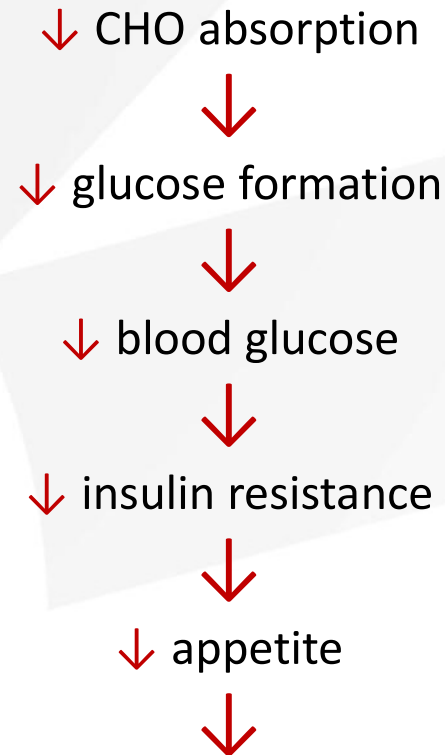 ↓ CHO absorption
↓ glucose formation
↓ blood glucose
↓ insulin resistance
↓ appetite